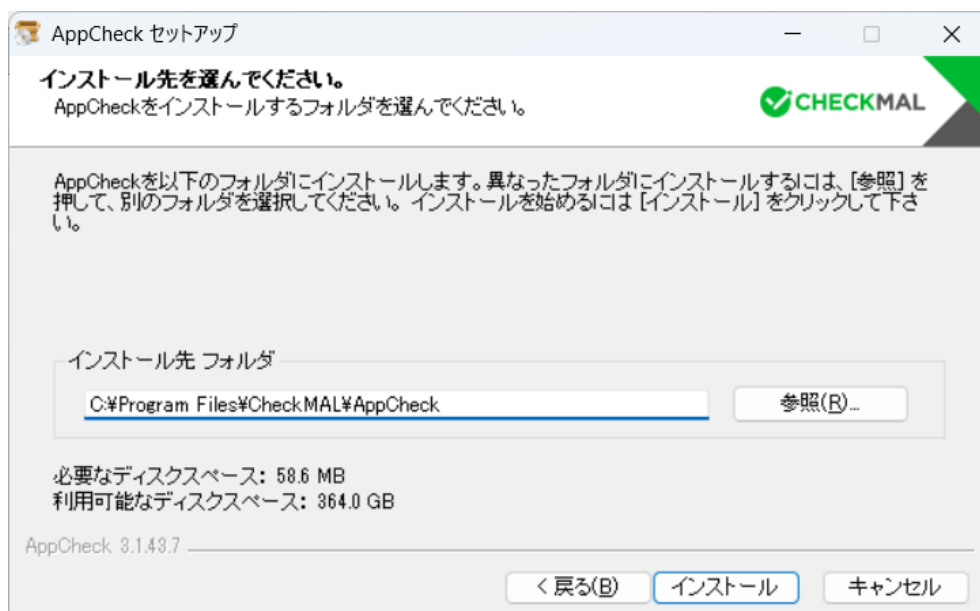 AppCheck セットアップ
インストール先を選んでください。
AppCheckをインストールするフォルダを選んでください。
CHECKMAL
AppCheckを以下のフォルダにインストールします。異なったフォルダにインストールするには、[参照] を
押して、別のフォルダを選択してください。インストールを始めるには [インストール] をクリックして下さ
い。
インストール先 フォルダ
C:¥Program Files¥CheckMAL¥AppCheck
参照(R)...
必要なディスクスペース: 58.6 MB
利用可能なディスクスペース: 364.0 GB
AppCheck 3.1.43.7
< 戻る(B)
インストール
キャンセル